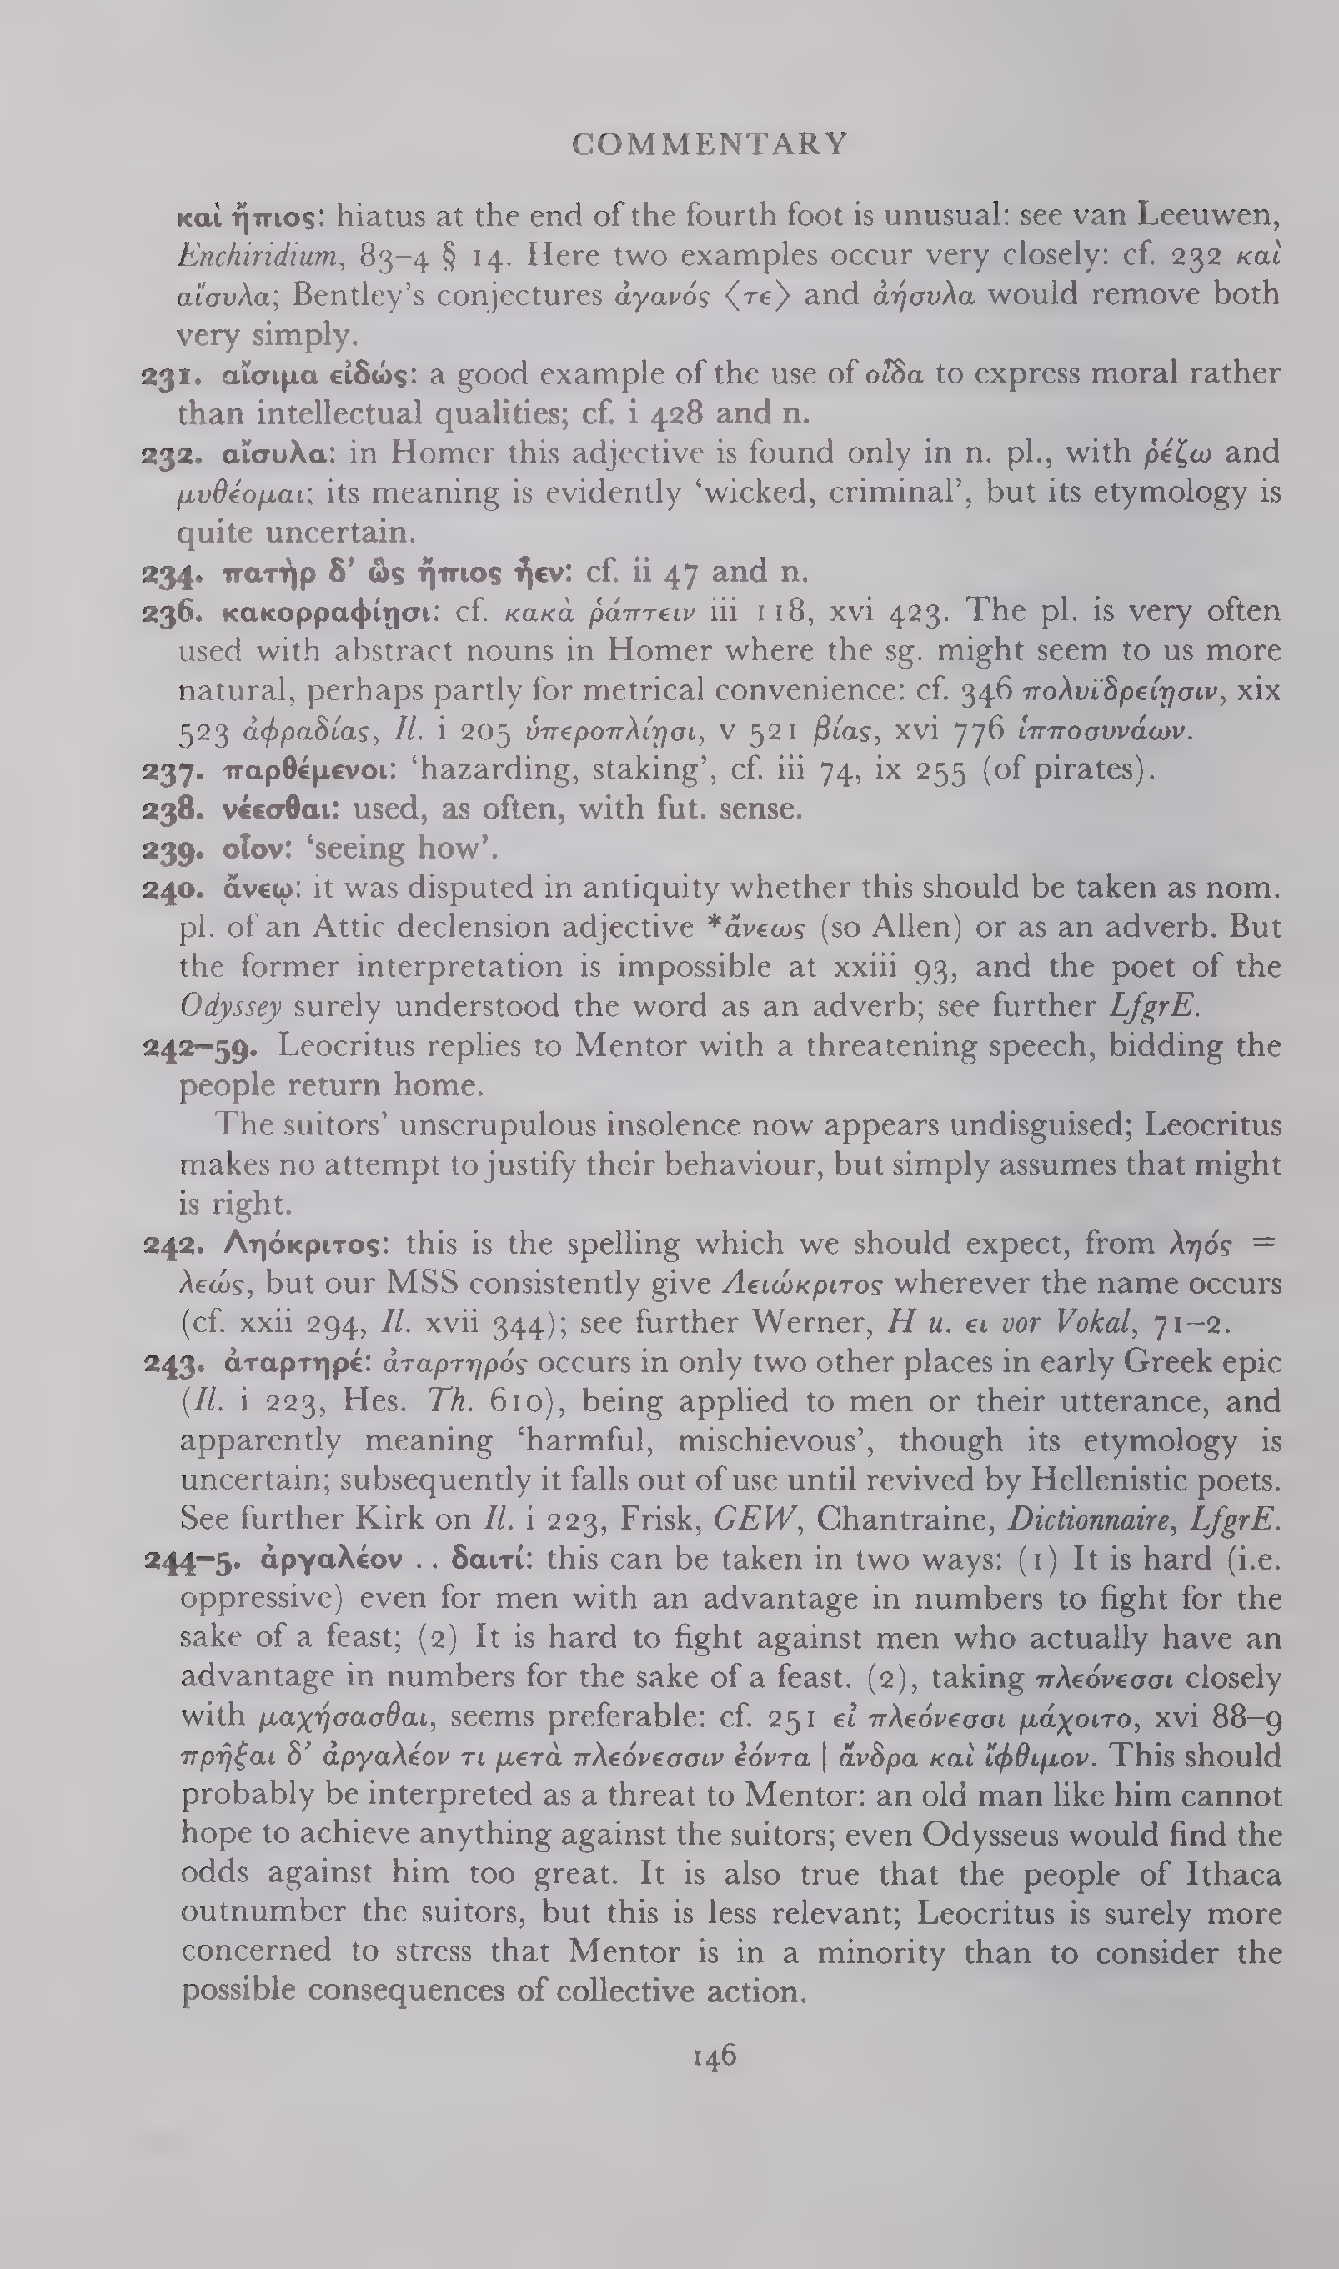 COMMENTARY
καὶ ἤπιος: hiatus at the end of the fourth foot is unusual: see van Leeuwen,
Enchiridium, 83–4 § 14. Here two examples occur very closely: cf. 232 καὶ
αἴσυλα; Bentley’s conjectures ἀγανός ⟨τε⟩ and ἀήσυλα would remove both
very simply.
231. αἴσιμα εἰδώς: a good example of the use of οἶδα to express moral rather
than intellectual qualities; cf. i 428 and n.
232. αἴσυλα: in Homer this adjective is found only in n. pl., with ῥέζω and
μυθέομαι; its meaning is evidently ‘wicked, criminal’, but its etymology is
quite uncertain.
234. πατὴρ δ’ ὣς ἤπιος ἦεν: cf. ii 47 and n.
236. κακορραφίῃσι: cf. κακὰ ῥάπτειν iii 118, xvi 423. The pl. is very often
used with abstract nouns in Homer where the sg. might seem to us more
natural, perhaps partly for metrical convenience: cf. 346 πολυϊδρείῃσιν, xix
523 ἀφραδίας, Il. i 205 ὑπεροπλίῃσι, v 521 βίας, xvi 776 ἱπποσυνάων.
237. παρθέμενοι: ‘hazarding, staking’, cf. iii 74, ix 255 (of pirates).
238. νέεσθαι: used, as often, with fut. sense.
239. οἷον: ‘seeing how’.
240. ἄνεῳ: it was disputed in antiquity whether this should be taken as nom.
pl. of an Attic declension adjective *ἄνεως (so Allen) or as an adverb. But
the former interpretation is impossible at xxiii 93, and the poet of the
Odyssey surely understood the word as an adverb; see further LfgrE.
242–59. Leocritus replies to Mentor with a threatening speech, bidding the
people return home.
The suitors’ unscrupulous insolence now appears undisguised; Leocritus
makes no attempt to justify their behaviour, but simply assumes that might
is right.
242. Ληόκριτος: this is the spelling which we should expect, from ληός =
λεώς, but our MSS consistently give Λειώκριτος wherever the name occurs
(cf. xxii 294, Il. xvii 344); see further Werner, H u. ει vor Vokal, 71–2.
243. ἀταρτηρέ: ἀταρτηρός occurs in only two other places in early Greek epic
(Il. i 223, Hes. Th. 610), being applied to men or their utterance, and
apparently meaning ‘harmful, mischievous’, though its etymology is
uncertain; subsequently it falls out of use until revived by Hellenistic poets.
See further Kirk on Il. i 223, Frisk, GEW, Chantraine, Dictionnaire, LfgrE.
244–5. ἀργαλέον .. δαιτί: this can be taken in two ways: (1) It is hard (i.e.
oppressive) even for men with an advantage in numbers to fight for the
sake of a feast; (2) It is hard to fight against men who actually have an
advantage in numbers for the sake of a feast. (2), taking πλεόνεσσι closely
with μαχήσασθαι, seems preferable: cf. 251 εἰ πλεόνεσσι μάχοιτο, xvi 88–9
πρῆξαι δ’ ἀργαλέον τι μετὰ πλεόνεσσιν ἐόντα | ἄνδρα καὶ ἴφθιμον. This should
probably be interpreted as a threat to Mentor: an old man like him cannot
hope to achieve anything against the suitors; even Odysseus would find the
odds against him too great. It is also true that the people of Ithaca
outnumber the suitors, but this is less relevant; Leocritus is surely more
concerned to stress that Mentor is in a minority than to consider the
possible consequences of collective action.
146